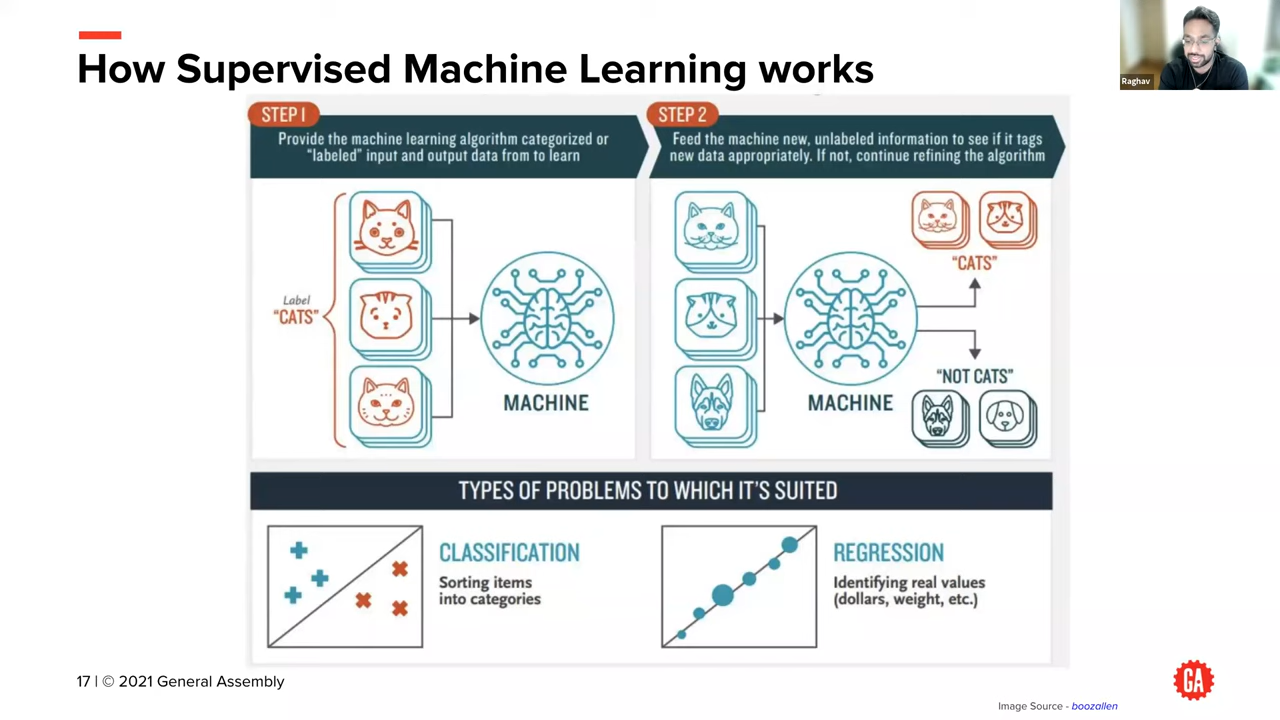 How Supervised Machine Learning works
Raghav
STEP 1
Provide the machine learning algorithm categorized or
"labeled" input and output data from to learn
STEP 2
Feed the machine new, unlabeled information to see if it tags
new data appropriately. If not, continue refining the algorithm
Label
"CATS"
MACHINE
MACHINE
"CATS"
"NOT CATS"
TYPES OF PROBLEMS TO WHICH IT'S SUITED
CLASSIFICATION
Sorting items
into categories
REGRESSION
Identifying real values
(dollars, weight, etc.)
17 | © 2021 General Assembly
GA
Image Source - boozallen